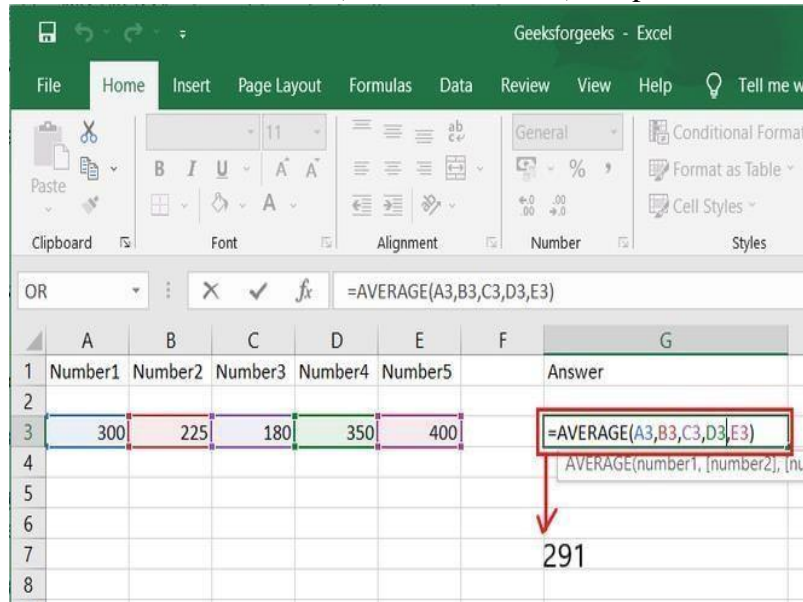 Geeksforgeeks - Excel
File Home Insert Page Layout Formulas Data Review View Help Tell me w
11 ab General Conditional Format
B I U A A % , Format as Table
Paste A .00 .00 Cell Styles
Clipboard Font Alignment Number Styles
OR fx =AVERAGE(A3,B3,C3,D3,E3)
A B C D E F G
1 Number1 Number2 Number3 Number4 Number5 Answer
2
3 300 225 180 350 400 =AVERAGE(A3,B3,C3,D3,E3)
4 AVERAGE(number1, [number2], [nu
5
6
7 291
8